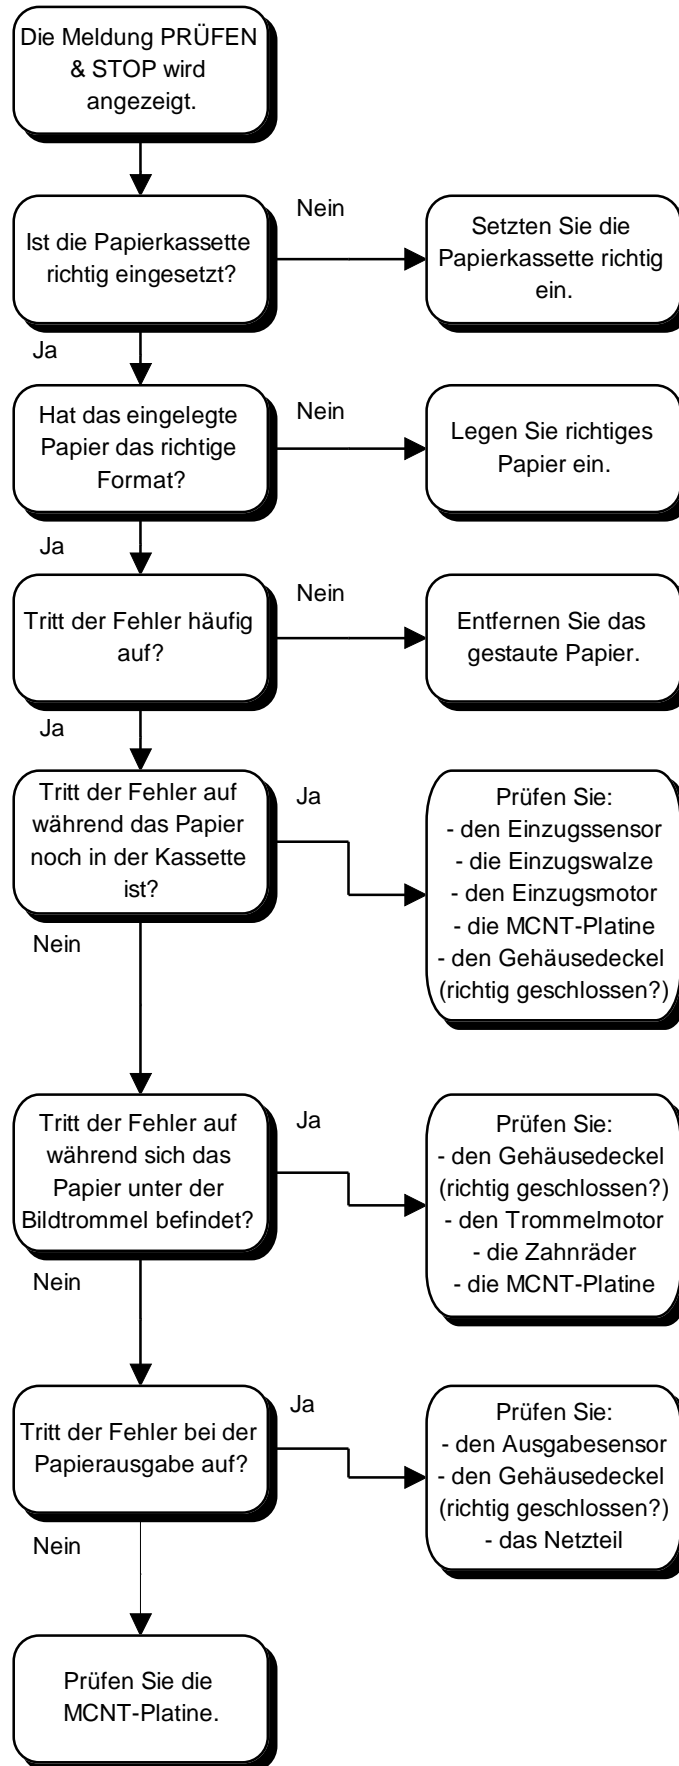 Die Meldung PRÜFEN
& STOP wird
angezeigt.
Ist die Papierkassette
richtig eingesetzt?
Nein
Setzten Sie die
Papierkassette richtig
ein.
Ja
Hat das eingelegte
Papier das richtige
Format?
Nein
Legen Sie richtiges
Papier ein.
Ja
Tritt der Fehler häufig
auf?
Nein
Entfernen Sie das
gestaute Papier.
Ja
Tritt der Fehler auf
während das Papier
noch in der Kassette
ist?
Ja
Prüfen Sie:
- den Einzugssensor
- die Einzugswalze
- den Einzugsmotor
- die MCNT-Platine
- den Gehäusedeckel
(richtig geschlossen?)
Nein
Tritt der Fehler auf
während sich das
Papier unter der
Bildtrommel befindet?
Ja
Prüfen Sie:
- den Gehäusedeckel
(richtig geschlossen?)
- den Trommelmotor
- die Zahnräder
- die MCNT-Platine
Nein
Tritt der Fehler bei der
Papierausgabe auf?
Ja
Prüfen Sie:
- den Ausgabesensor
- den Gehäusedeckel
(richtig geschlossen?)
- das Netzteil
Nein
Prüfen Sie die
MCNT-Platine.